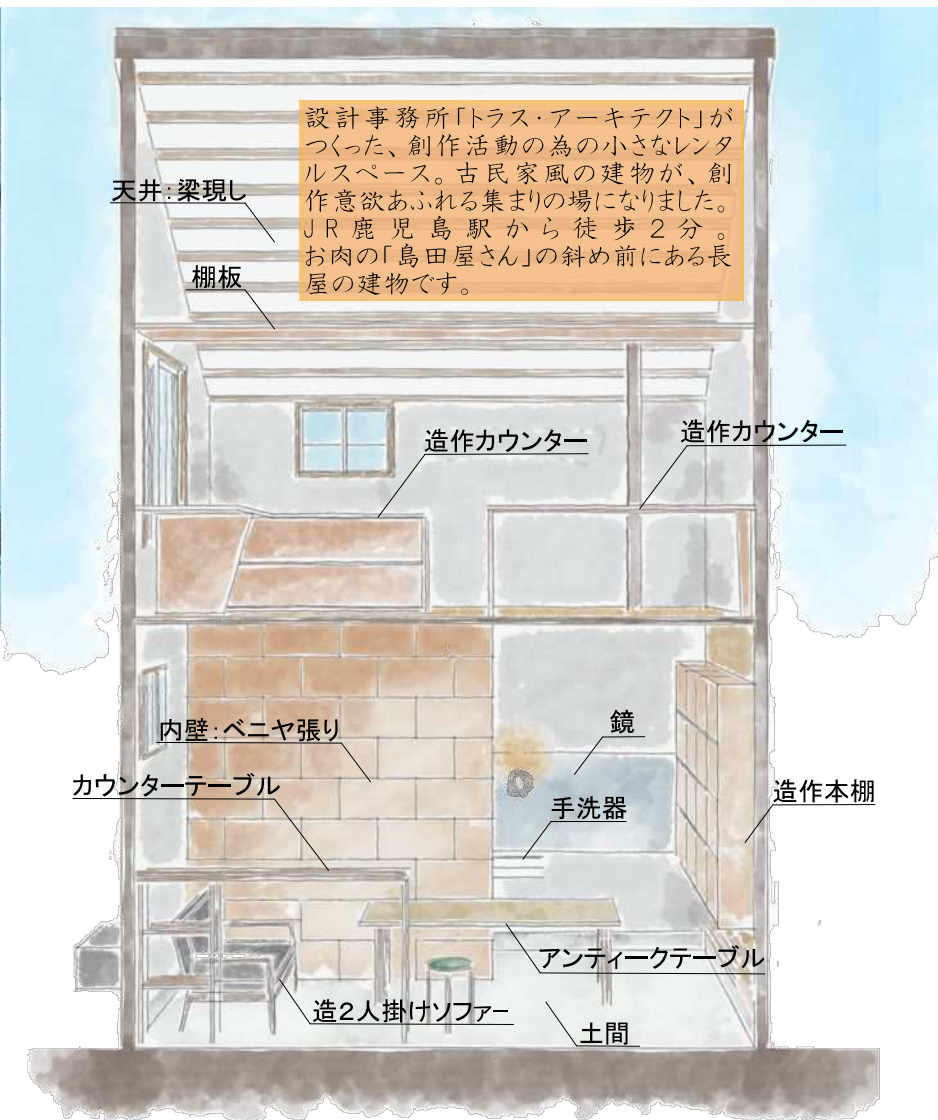 設計事務所「トラス・アーキテクト」が
つくった、創作活動の為の小さなレンタ
ルスペース。古民家風の建物が、創
作意欲あふれる集まりの場になりました。
JR鹿児島駅から徒歩2分。
お肉の「島田屋さん」の斜め前にある長
屋の建物です。
天井:梁現し
棚板
造作カウンター
造作カウンター
内壁:ベニヤ張り
鏡
カウンターテーブル
手洗器
造作本棚
アンティークテーブル
造2人掛けソファー
土間